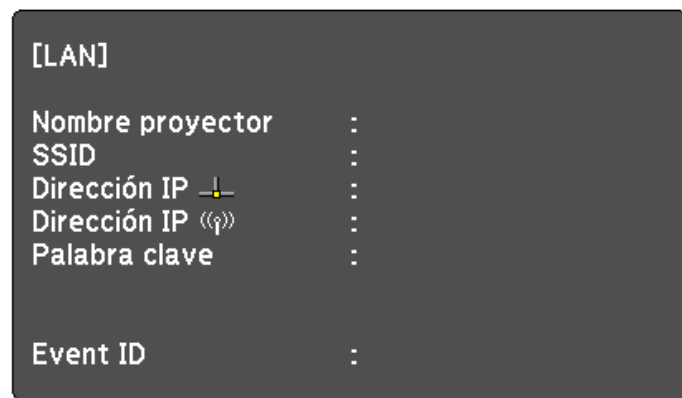 [LAN]
Nombre proyector :
SSID :
Dirección IP :
Dirección IP :
Palabra clave :
Event ID :